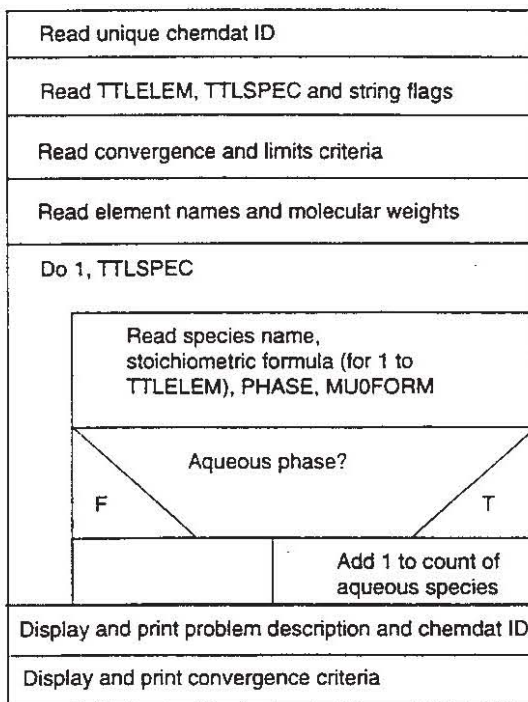 Read unique chemdat ID
Read TTLELEM, TTLSPEC and string flags
Read convergence and limits criteria
Read element names and molecular weights
Do 1, TTLSPEC
Read species name,
stoichiometric formula (for 1 to
TTLELEM), PHASE, MU0FORM
Aqueous phase?
F
T
Add 1 to count of
aqueous species
Display and print problem description and chemdat ID
Display and print convergence criteria